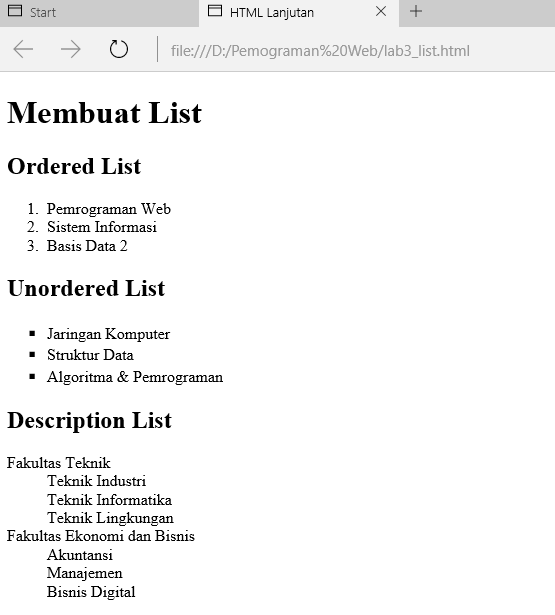 Start
HTML Lanjutan
file:///D:/Pemograman%20Web/lab3_list.html
Membuat List
Ordered List
1. Pemrograman Web
2. Sistem Informasi
3. Basis Data 2
Unordered List
▪ Jaringan Komputer
▪ Struktur Data
▪ Algoritma & Pemrograman
Description List
Fakultas Teknik
Teknik Industri
Teknik Informatika
Teknik Lingkungan
Fakultas Ekonomi dan Bisnis
Akuntansi
Manajemen
Bisnis Digital